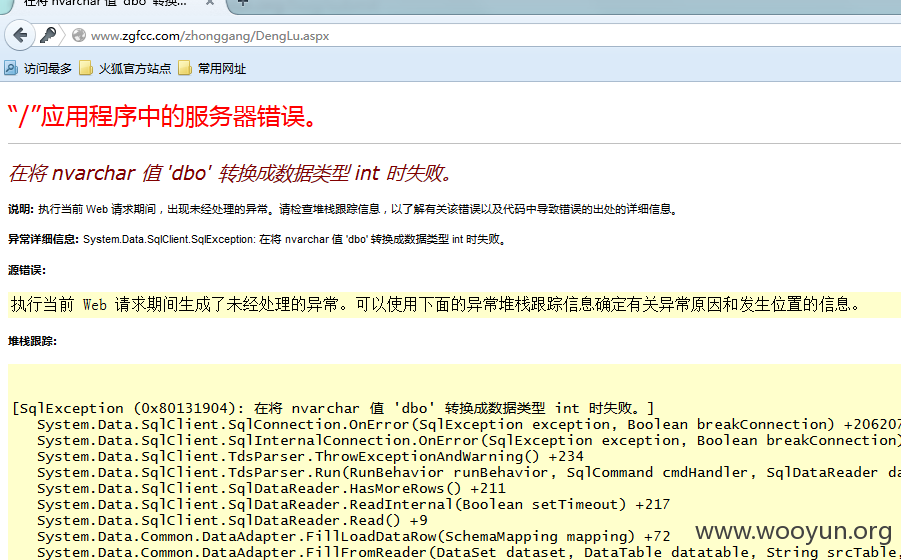 在将 nvarchar 值 'dbo' 转换...
www.zgfcc.com/zhonggang/DengLu.aspx
访问最多 火狐官方站点 常用网址
“/”应用程序中的服务器错误。
在将 nvarchar 值 'dbo' 转换成数据类型 int 时失败。
说明: 执行当前 Web 请求期间，出现未经处理的异常。请检查堆栈跟踪信息，以了解有关该错误以及代码中导致错误的出处的详细信息。
异常详细信息: System.Data.SqlClient.SqlException: 在将 nvarchar 值 'dbo' 转换成数据类型 int 时失败。
源错误:
执行当前 Web 请求期间生成了未经处理的异常。可以使用下面的异常堆栈跟踪信息确定有关异常原因和发生位置的信息。
堆栈跟踪:
[SqlException (0x80131904): 在将 nvarchar 值 'dbo' 转换成数据类型 int 时失败。]
System.Data.SqlClient.SqlConnection.OnError(SqlException exception, Boolean breakConnection) +206207
System.Data.SqlClient.SqlInternalConnection.OnError(SqlException exception, Boolean breakConnection)
System.Data.SqlClient.TdsParser.ThrowExceptionAndWarning() +234
System.Data.SqlClient.TdsParser.Run(RunBehavior runBehavior, SqlCommand cmdHandler, SqlDataReader da
System.Data.SqlClient.SqlDataReader.HasMoreRows() +211
System.Data.SqlClient.SqlDataReader.ReadInternal(Boolean setTimeout) +217
System.Data.SqlClient.SqlDataReader.Read() +9
System.Data.Common.DataAdapter.FillLoadDataRow(SchemaMapping mapping) +72
System.Data.Common.DataAdapter.FillFromReader(DataSet dataset, DataTable datatable, String srcTable,
www.wooyun.org